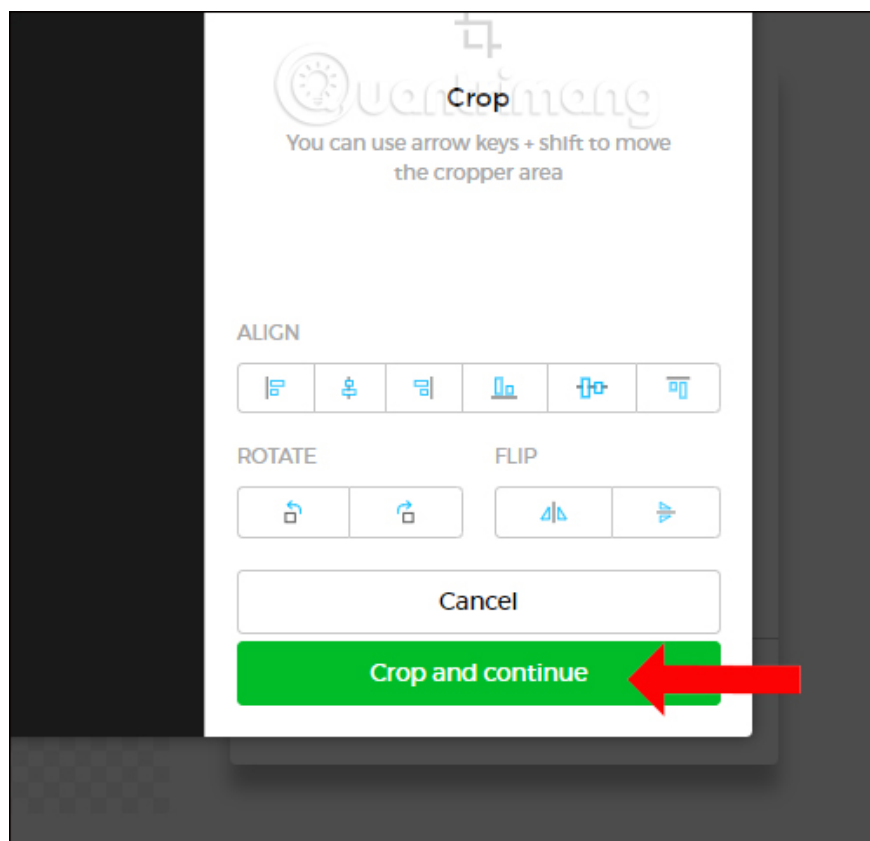 Quantrimang
Crop
You can use arrow keys + shift to move
the cropper area
ALIGN
ROTATE FLIP
Cancel
Crop and continue